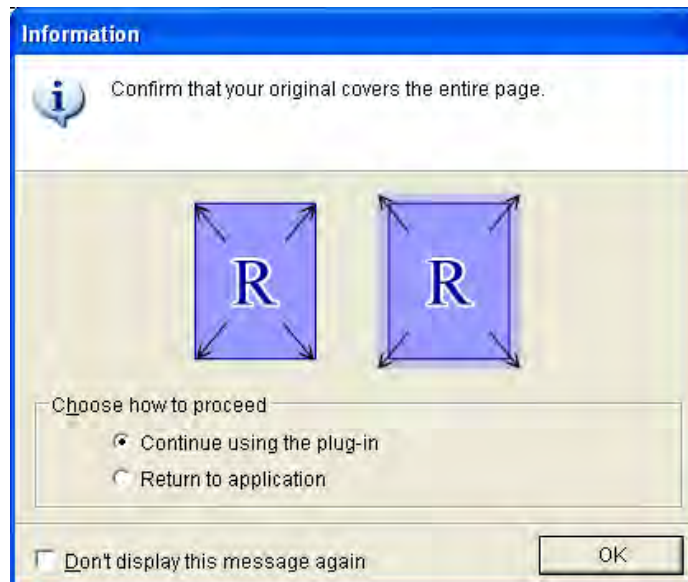 Information
Confirm that your original covers the entire page.
R R
Choose how to proceed
Continue using the plug-in
Return to application
Don't display this message again
OK